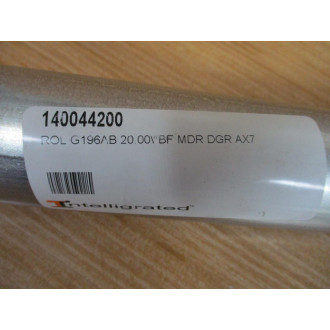 140044200
ROL G196AB 20.00\/BF MDR DGR AX7
Intelligrated